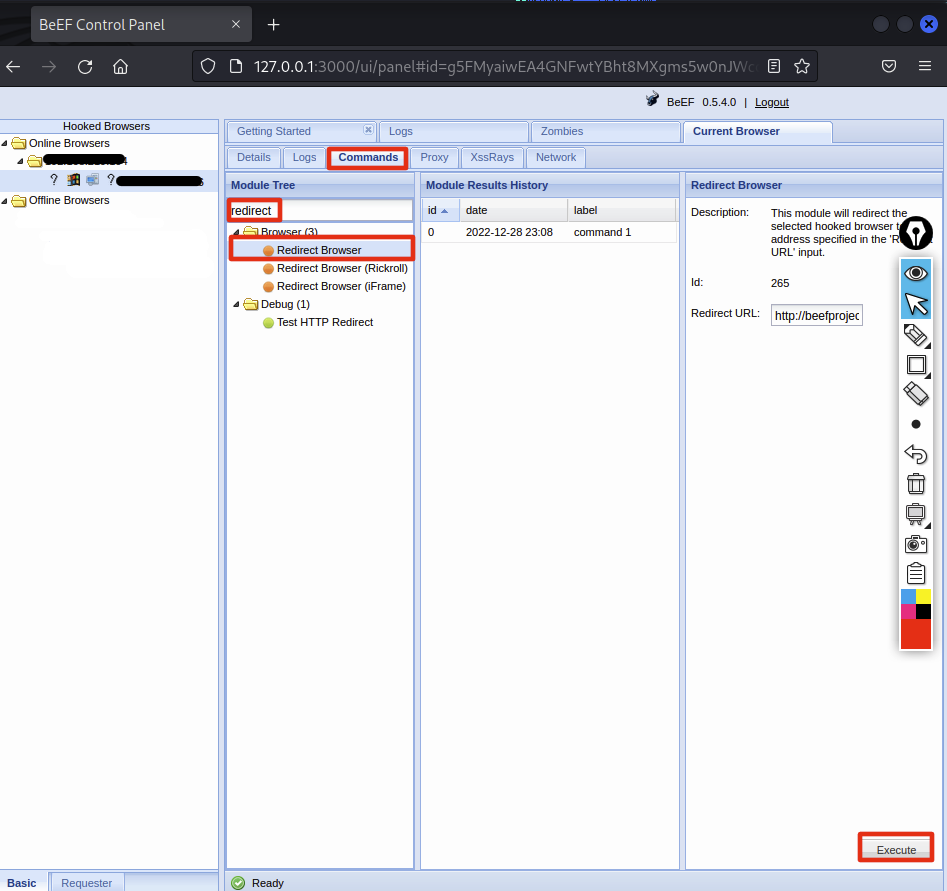 BeEF Control Panel
127.0.0.1:3000/ui/panel#id=g5FMyaiwEA4GNFwtYBht8MXgms5w0nJW
BeEF 0.5.4.0 | Logout
Hooked Browsers
Online Browsers
? ?
Offline Browsers
Getting Started Logs Zombies Current Browser
Details Logs Commands Proxy XssRays Network
Module Tree
redirect
Browser (3)
Redirect Browser
Redirect Browser (Rickroll)
Redirect Browser (iFrame)
Debug (1)
Test HTTP Redirect
Module Results History
id date label
0 2022-12-28 23:08 command 1
Redirect Browser
Description: This module will redirect the
selected hooked browser
address specified in the
URL' input.
Id: 265
Redirect URL: http://beefprojec
Execute
Basic Requester
Ready